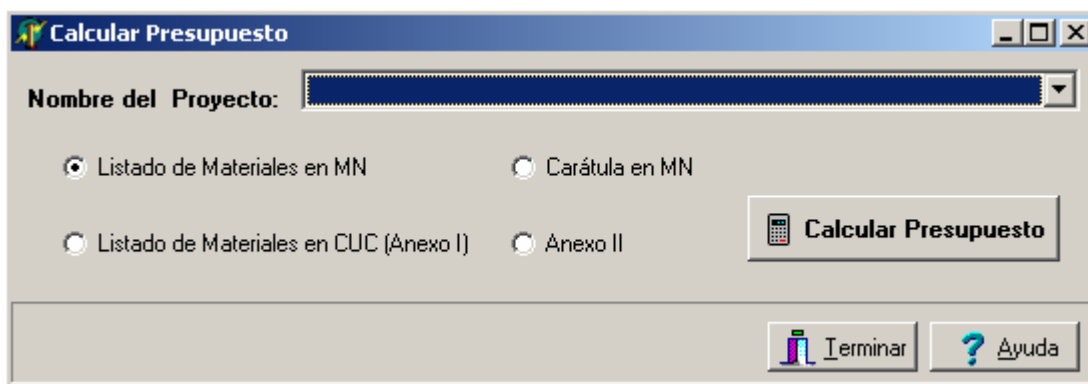 Calcular Presupuesto
Nombre del Proyecto:
Listado de Materiales en MN
Carátula en MN
Listado de Materiales en CUC (Anexo I)
Anexo II
Calcular Presupuesto
Terminar
Ayuda